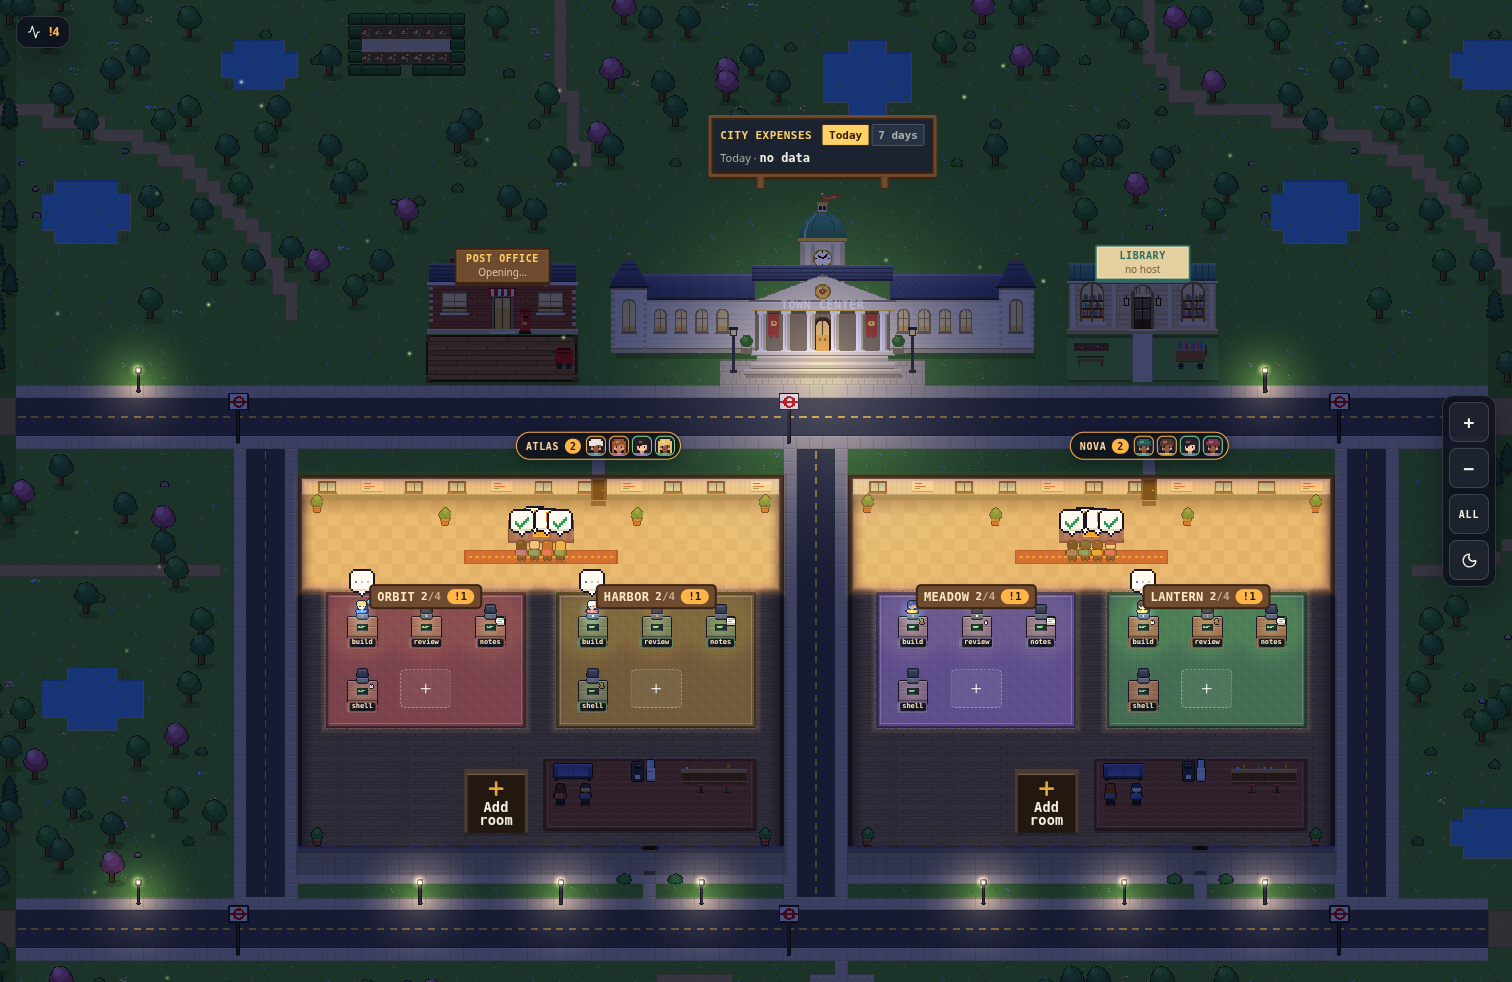 !4
CITY EXPENSES Today 7 days
Today · no data
POST OFFICE
Opening...
LIBRARY
no host
TOWN CENTER
ATLAS 2
NOVA 2
+
−
ALL
ORBIT 2/4 !1
HARBOR 2/4 !1
MEADOW 2/4 !1
LANTERN 2/4 !1
build review notes
build review notes
build review notes
build review notes
shell +
shell +
shell +
shell +
+
Add
room
+
Add
room